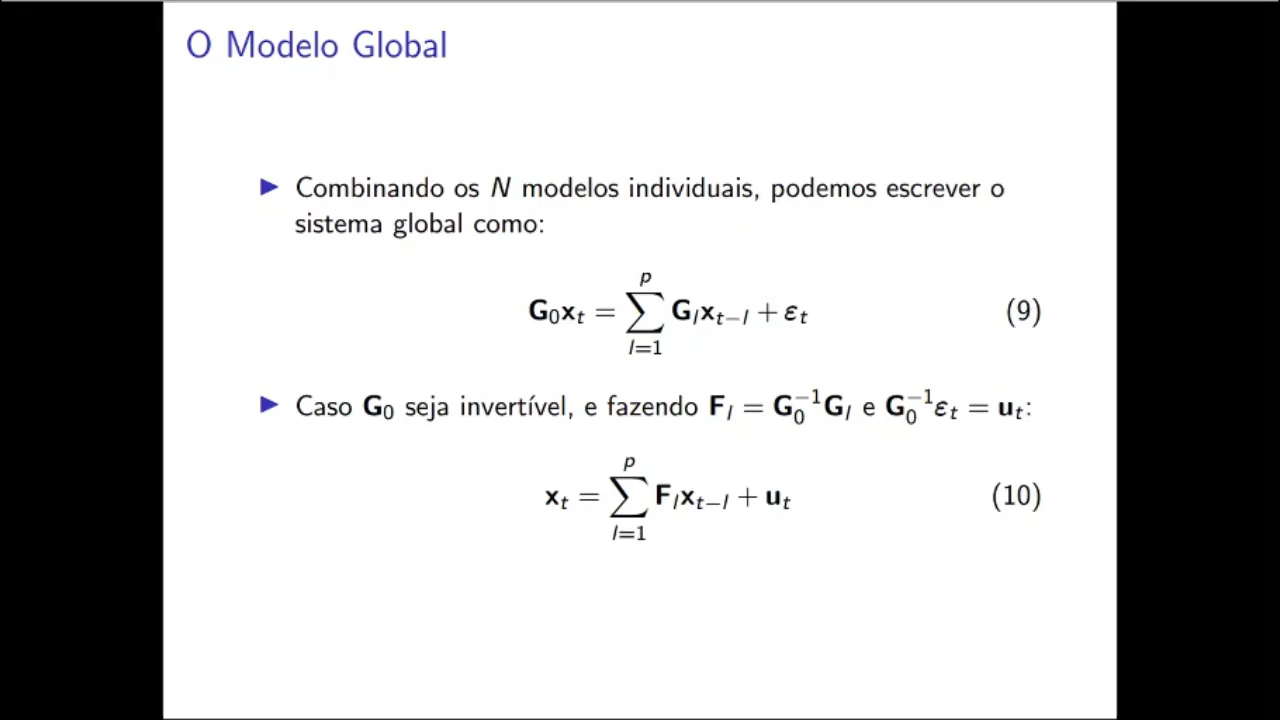 O Modelo Global
▶ Combinando os N modelos individuais, podemos escrever o
sistema global como:
G₀xₜ = ∑ₗ₌₁ᵖ Gₗxₜ₋ₗ + εₜ (9)
▶ Caso G₀ seja invertível, e fazendo Fₗ = G₀⁻¹Gₗ e G₀⁻¹εₜ = uₜ:
xₜ = ∑ₗ₌₁ᵖ Fₗxₜ₋ₗ + uₜ (10)